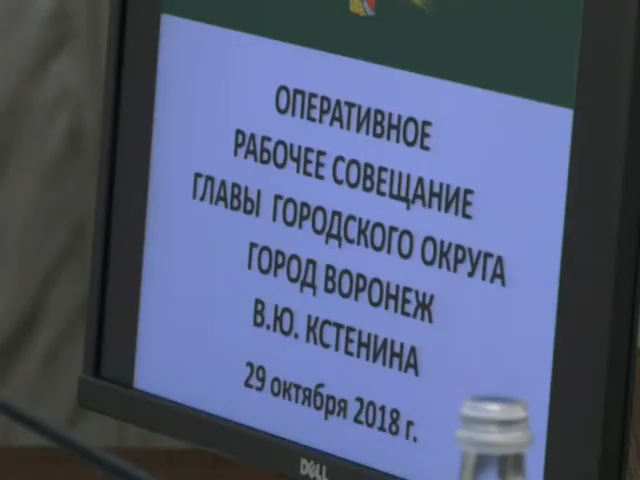 ОПЕРАТИВНОЕ
РАБОЧЕЕ СОВЕЩАНИЕ
ГЛАВЫ ГОРОДСКОГО ОКРУГА
ГОРОД ВОРОНЕЖ
В.Ю. КСТЕНИНА
29 октября 2018 г.
DELL